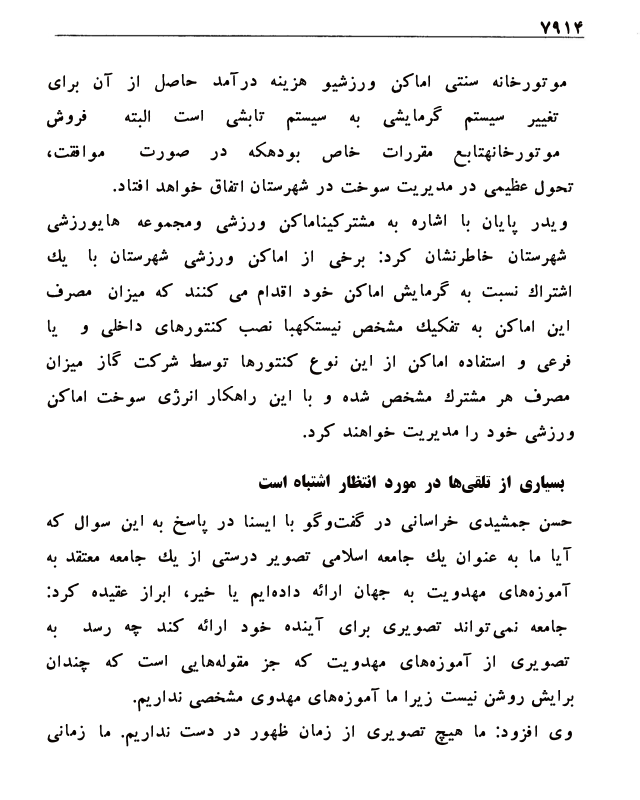 ۷۹۱۴
موتورخانه سنتی اماکن ورزشیو هزینه درآمد حاصل از آن برای
تغییر سیستم گرمایشی به سیستم تابشی است البته فروش
موتورخانهتابع مقررات خاص بودهکه در صورت موافقت،
تحول عظیمی در مدیریت سوخت در شهرستان اتفاق خواهد افتاد.
ویدر پایان با اشاره به مشترکیناماکن ورزشی ومجموعه هایورزشی
شهرستان خاطرنشان کرد: برخی از اماکن ورزشی شهرستان با یك
اشتراك نسبت به گرمایش اماکن خود اقدام می کنند که میزان مصرف
این اماکن به تفکیك مشخص نیستکهبا نصب کنتورهای داخلی و یا
فرعی و استفاده اماکن از این نوع کنتورها توسط شرکت گاز میزان
مصرف هر مشترك مشخص شده و با این راهکار انرژی سوخت اماکن
ورزشی خود را مدیریت خواهند کرد.
بسیاری از تلقی‌ها در مورد انتظار اشتباه است
حسن جمشیدی خراسانی در گفت‌وگو با ایسنا در پاسخ به این سوال که
آیا ما به عنوان یك جامعه اسلامی تصویر درستی از یك جامعه معتقد به
آموزه‌های مهدویت به جهان ارائه داده‌ایم یا خیر، ابراز عقیده کرد:
جامعه نمی‌تواند تصویری برای آینده خود ارائه کند چه رسد به
تصویری از آموزه‌های مهدویت که جز مقوله‌هایی است که چندان
برایش روشن نیست زیرا ما آموزه‌های مهدوی مشخصی نداریم.
وی افزود: ما هیچ تصویری از زمان ظهور در دست نداریم. ما زمانی